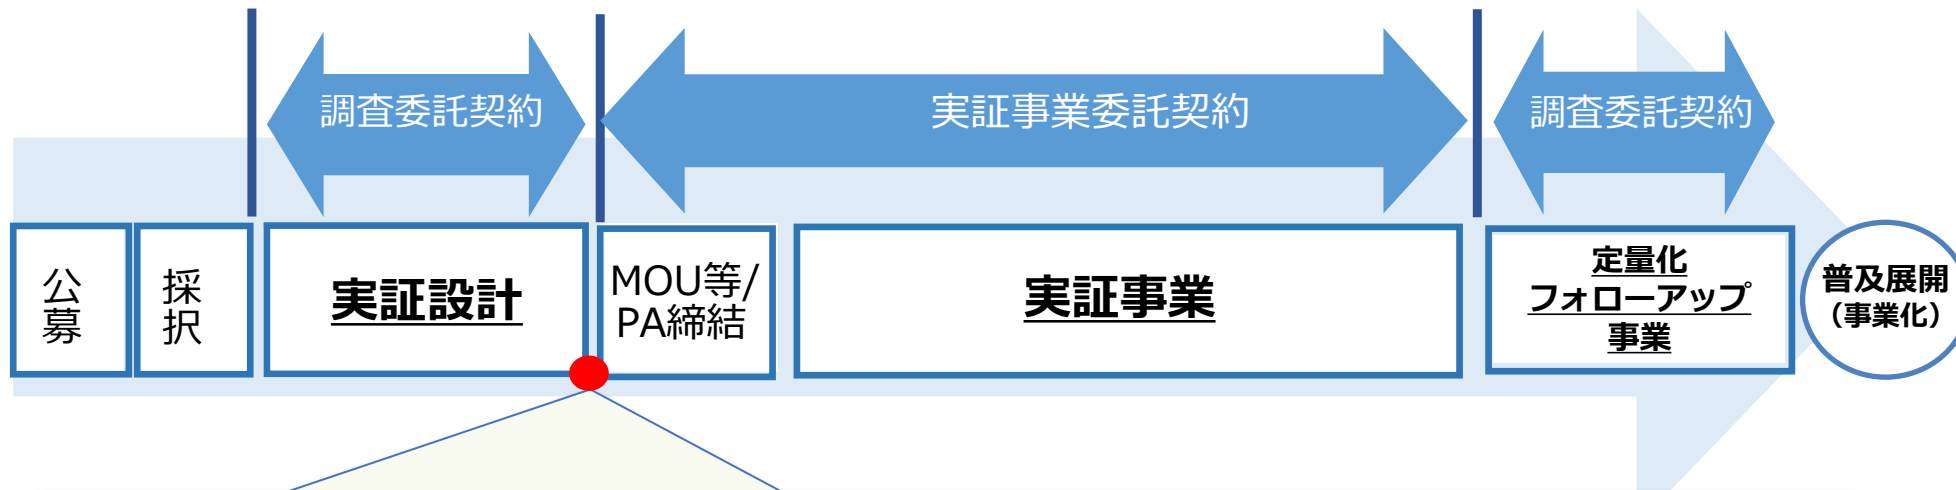 調査委託契約
実証事業委託契約
調査委託契約
公
募
採
択
実証設計
MOU等/
PA締結
実証事業
定量化
フォローアップ
事業
普及展開
（事業化）